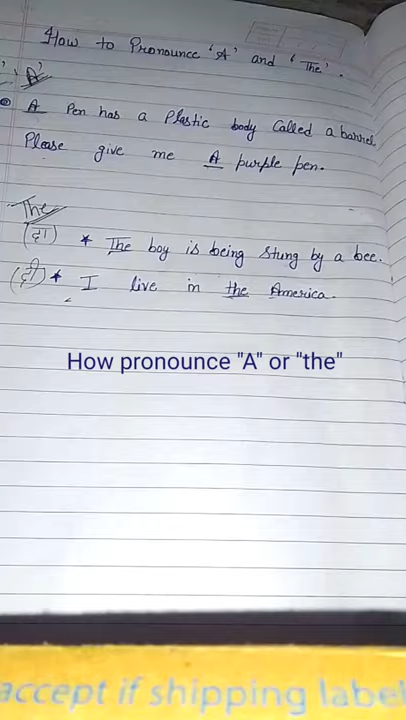 How to Pronounce 'A' and 'The'.
'A'
A Pen has a Plastic body Called a barrel.
Please give me A purple pen.
The
(दा) * The boy is being stung by a bee.
(दी) * I live in the America.
How pronounce "A" or "the"
accept if shipping label